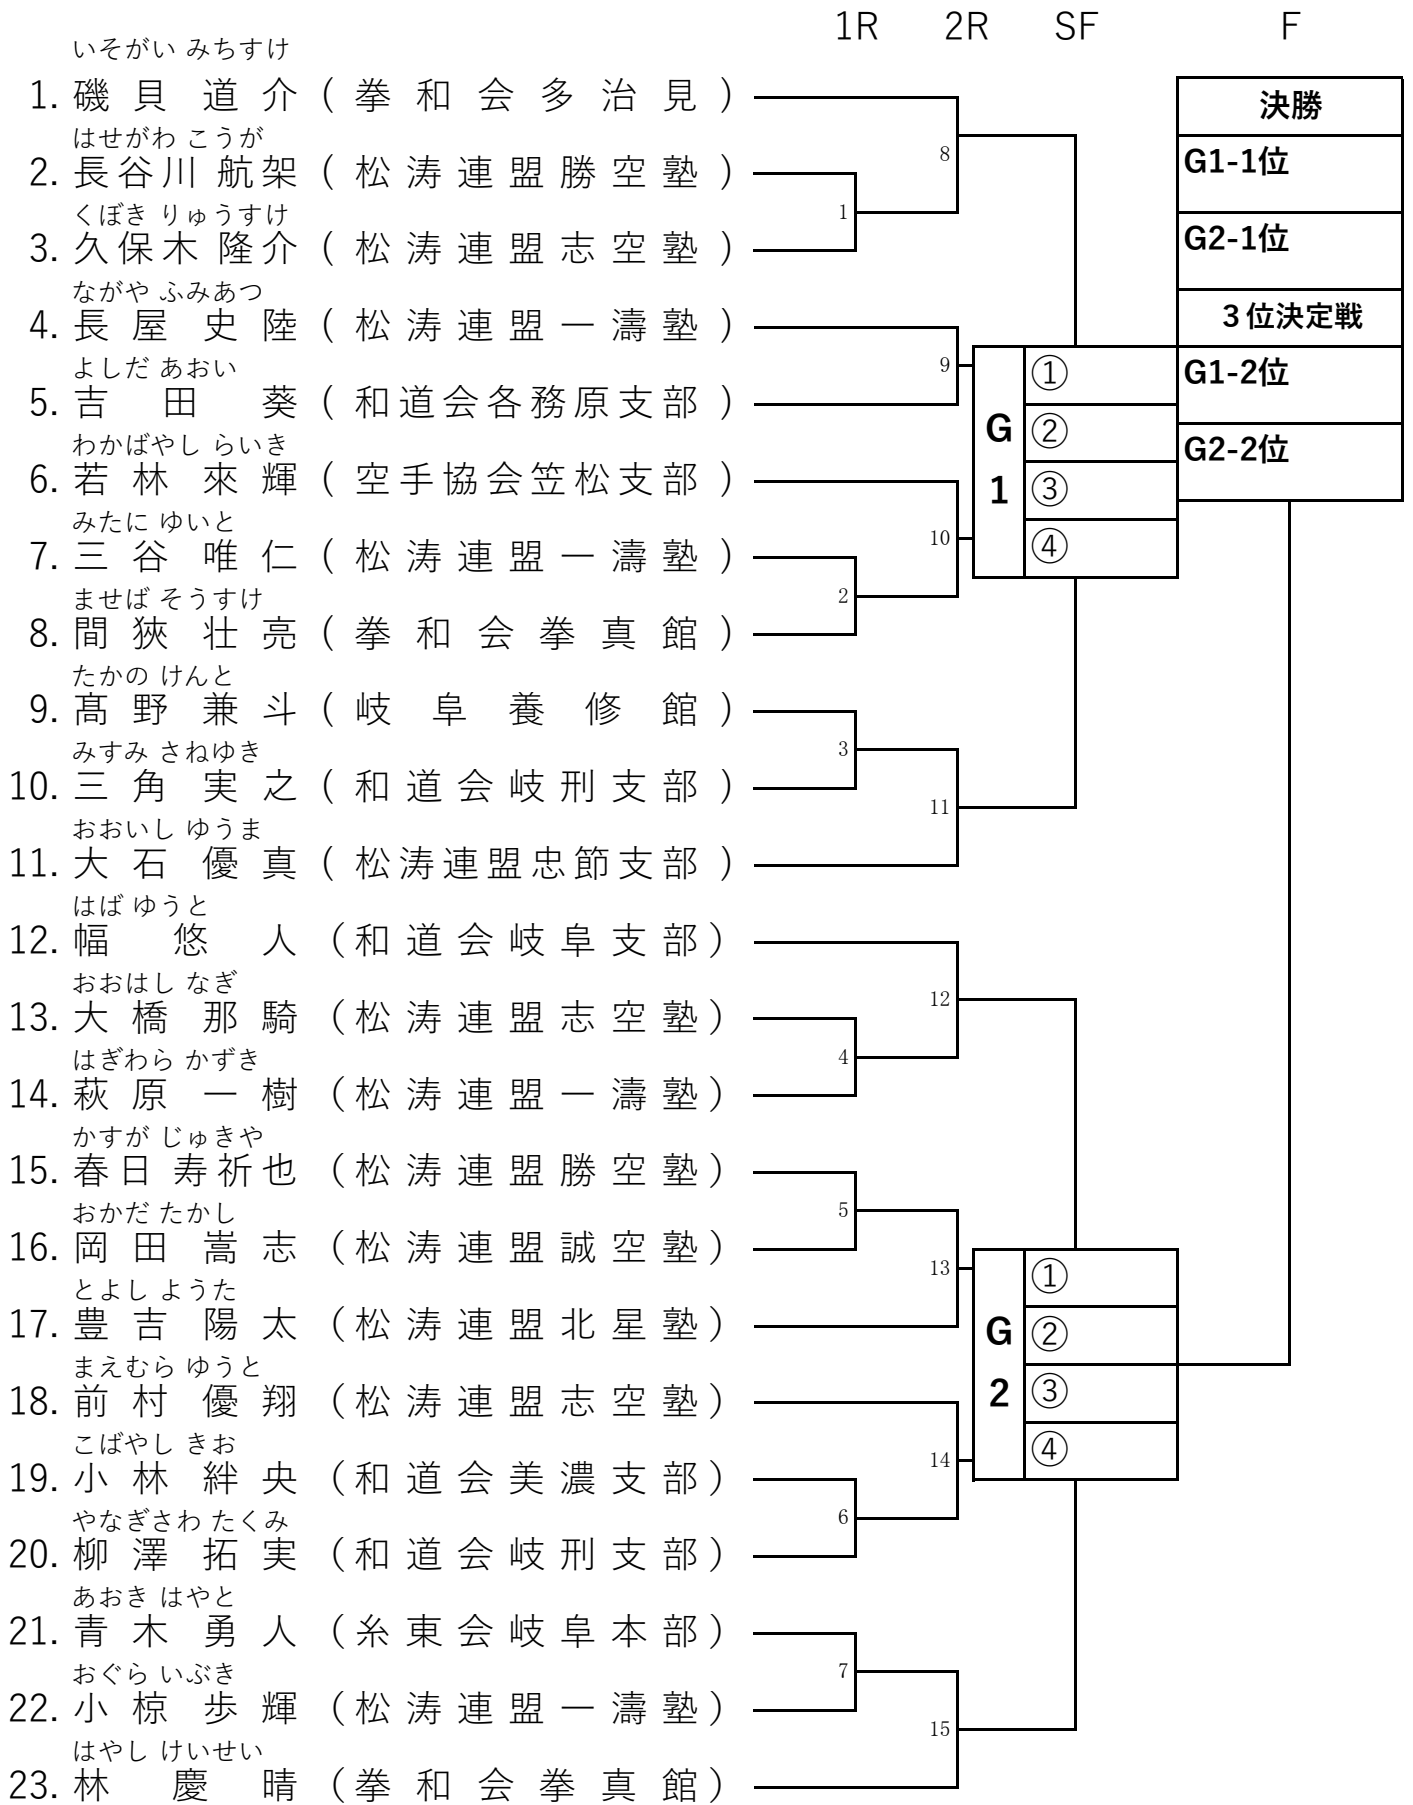 1R 2R SF F
いそがい みちすけ
1. 磯貝 道介 (拳和会多治見)
はせがわ こうが
2. 長谷川 航架 (松涛連盟勝空塾)
くぼき りゅうすけ
3. 久保木 隆介 (松涛連盟志空塾)
ながや ふみあつ
4. 長屋 史陸 (松涛連盟一濤塾)
よしだ あおい
5. 吉田 葵 (和道会各務原支部)
わかばやし らいき
6. 若林 來輝 (空手協会笠松支部)
みたに ゆいと
7. 三谷 唯仁 (松涛連盟一濤塾)
ませば そうすけ
8. 間狹 壮亮 (拳和会拳真館)
たかの けんと
9. 髙野 兼斗 (岐阜養修館)
みすみ さねゆき
10. 三角 実之 (和道会岐刑支部)
おおいし ゆうま
11. 大石 優真 (松涛連盟忠節支部)
はば ゆうと
12. 幅 悠人 (和道会岐阜支部)
おおはし なぎ
13. 大橋 那騎 (松涛連盟志空塾)
はぎわら かずき
14. 萩原 一樹 (松涛連盟一濤塾)
かすが じゅきや
15. 春日 寿祈也 (松涛連盟勝空塾)
おかだ たかし
16. 岡田 嵩志 (松涛連盟誠空塾)
とよし ようた
17. 豊吉 陽太 (松涛連盟北星塾)
まえむら ゆうと
18. 前村 優翔 (松涛連盟志空塾)
こばやし きお
19. 小林 絆央 (和道会美濃支部)
やなぎさわ たくみ
20. 柳澤 拓実 (和道会岐刑支部)
あおき はやと
21. 青木 勇人 (糸東会岐阜本部)
おぐら いぶき
22. 小椋 歩輝 (松涛連盟一濤塾)
はやし けいせい
23. 林 慶晴 (拳和会拳真館)
1
2
3
4
5
6
7
8
9
10
11
12
13
14
15
G1
①
②
③
④
G2
①
②
③
④
決勝
G1-1位
G2-1位
３位決定戦
G1-2位
G2-2位